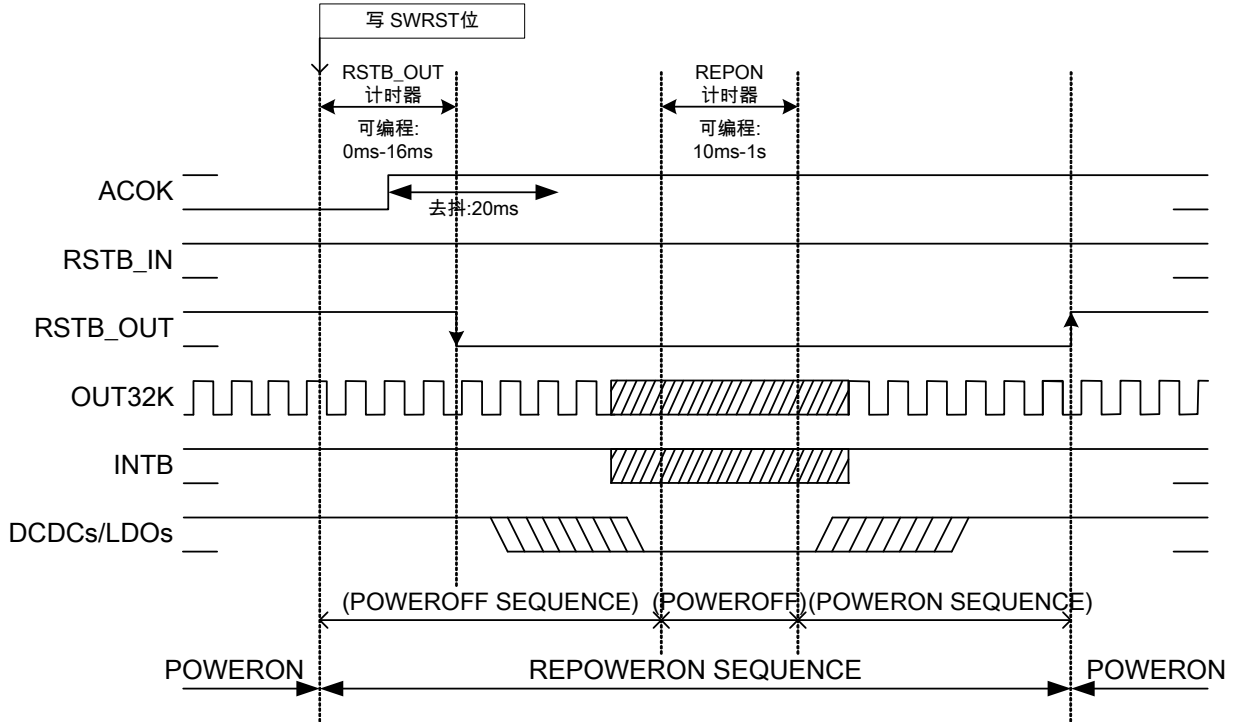 写 SWRST位
RSTB_OUT
计时器
可编程:
0ms-16ms
REPON
计时器
可编程:
10ms-1s
ACOK
去抖:20ms
RSTB_IN
RSTB_OUT
OUT32K
INTB
DCDCs/LDOs
(POWEROFF SEQUENCE)
(POWEROFF)
(POWERON SEQUENCE)
POWERON
REPOWERON SEQUENCE
POWERON